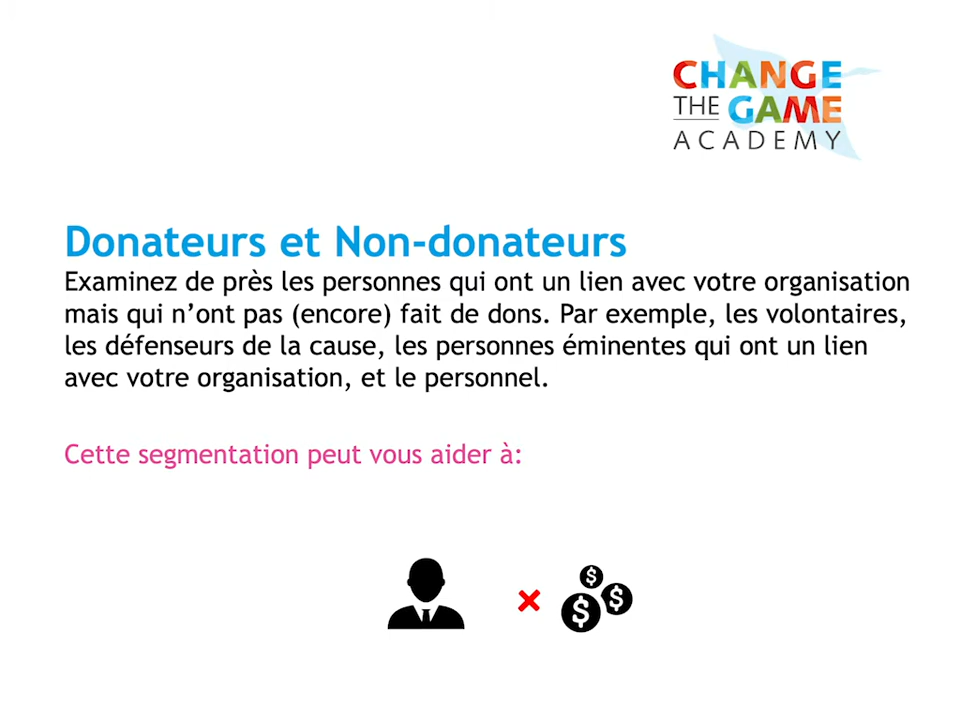 CHANGE
THE GAME
ACADEMY
Donateurs et Non-donateurs
Examinez de près les personnes qui ont un lien avec votre organisation
mais qui n’ont pas (encore) fait de dons. Par exemple, les volontaires,
les défenseurs de la cause, les personnes éminentes qui ont un lien
avec votre organisation, et le personnel.
Cette segmentation peut vous aider à:
$
$
$